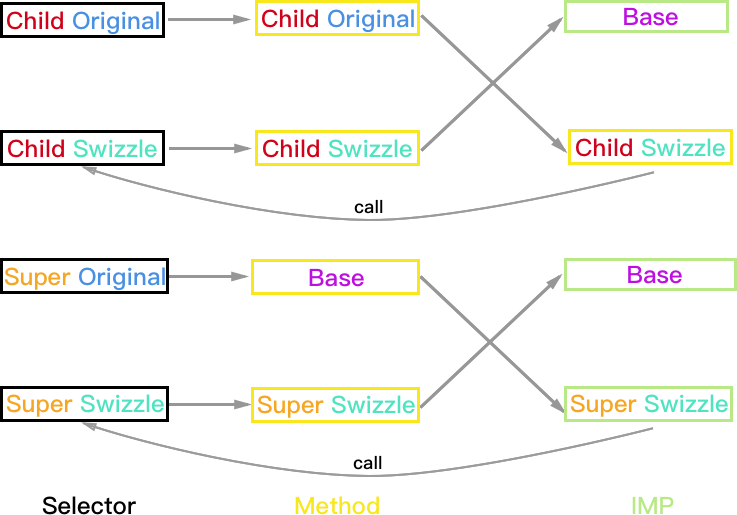 Child Original Child Original Base
Child Swizzle Child Swizzle Child Swizzle
call
Super Original Base Base
Super Swizzle Super Swizzle Super Swizzle
call
Selector Method IMP